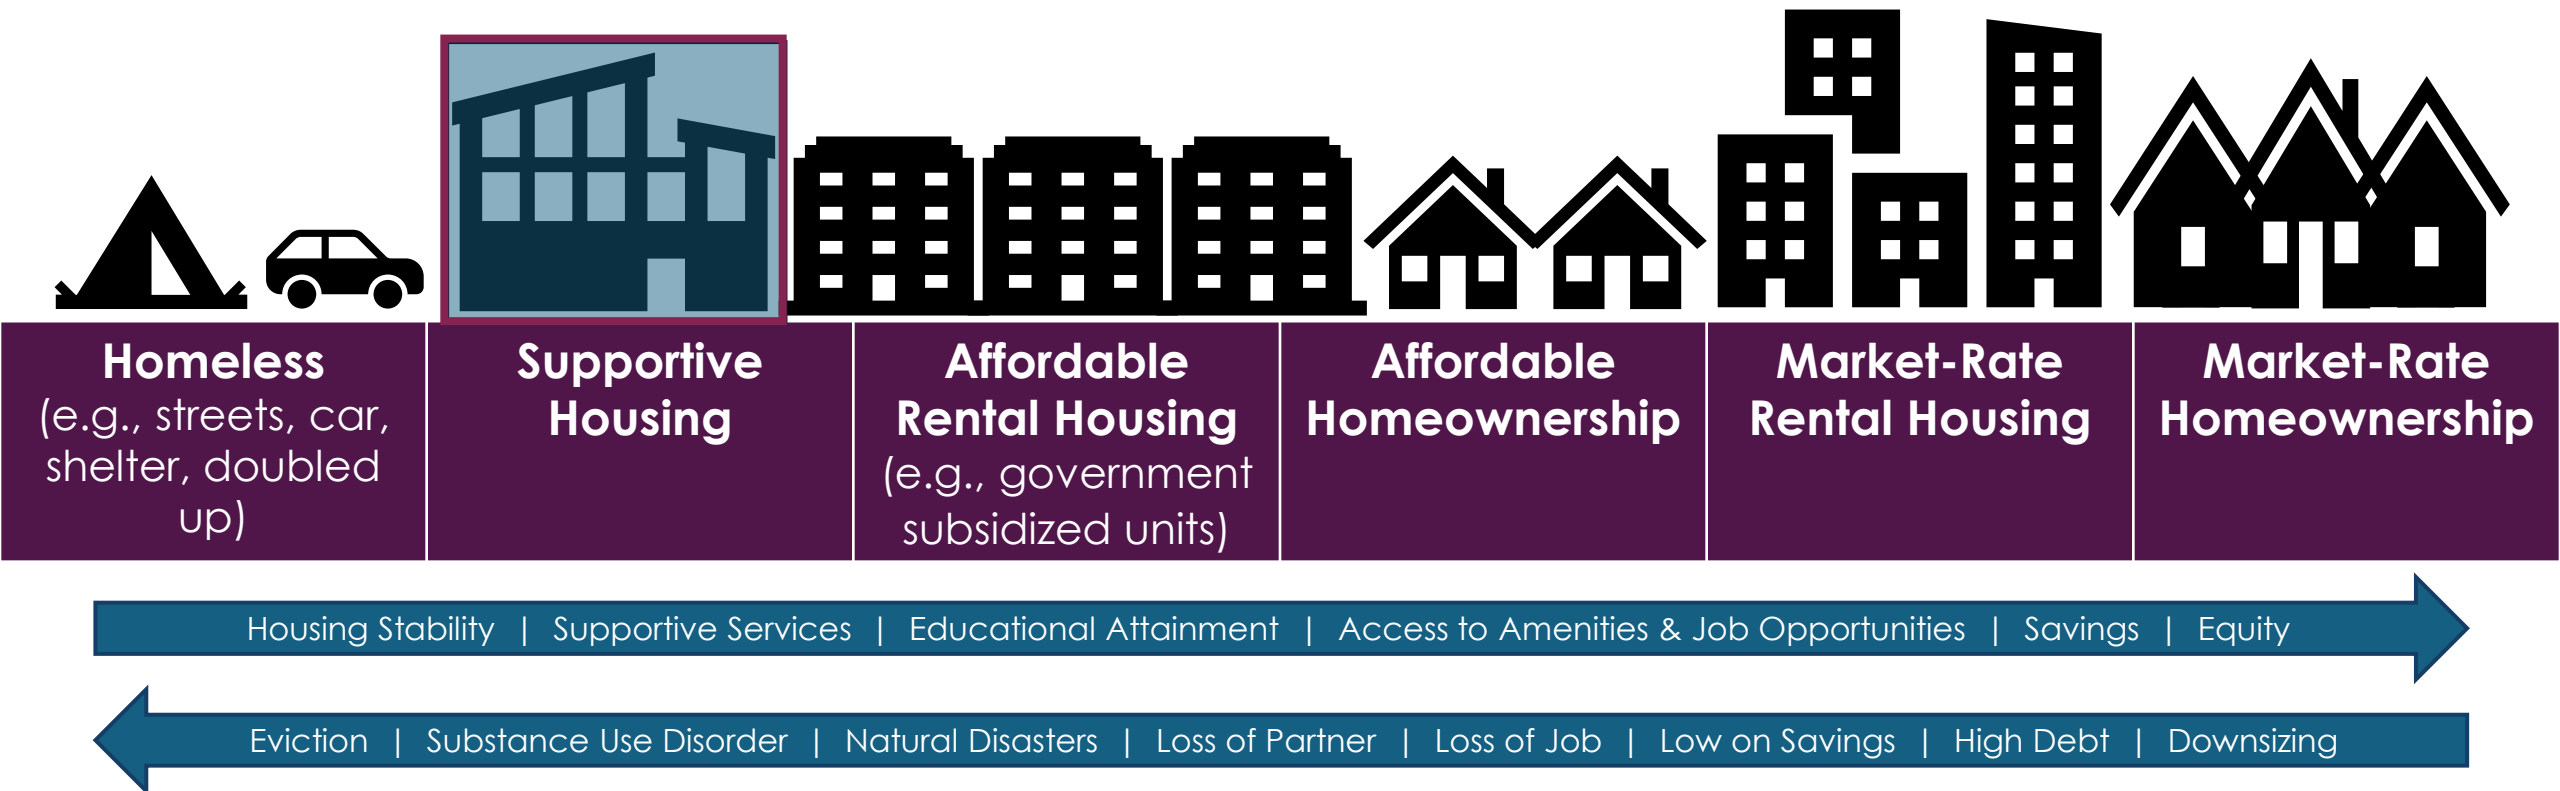 Homeless
(e.g., streets, car,
shelter, doubled
up)
Supportive
Housing
Affordable
Rental Housing
(e.g., government
subsidized units)
Affordable
Homeownership
Market-Rate
Rental Housing
Market-Rate
Homeownership
Housing Stability | Supportive Services | Educational Attainment | Access to Amenities & Job Opportunities | Savings | Equity
Eviction | Substance Use Disorder | Natural Disasters | Loss of Partner | Loss of Job | Low on Savings | High Debt | Downsizing